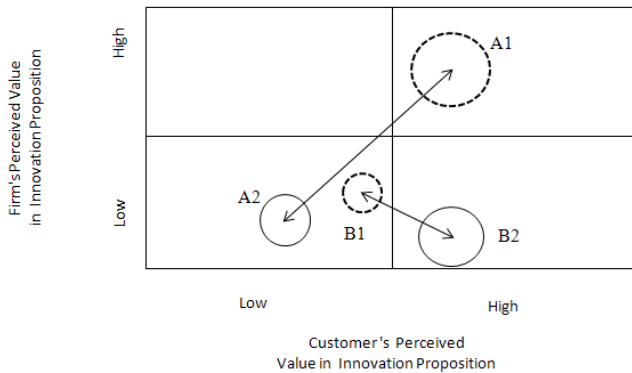 Firm's Perceived Value
in Innovation Proposition
High
Low
A1
A2
B1
B2
Low
High
Customer's Perceived
Value in Innovation Proposition